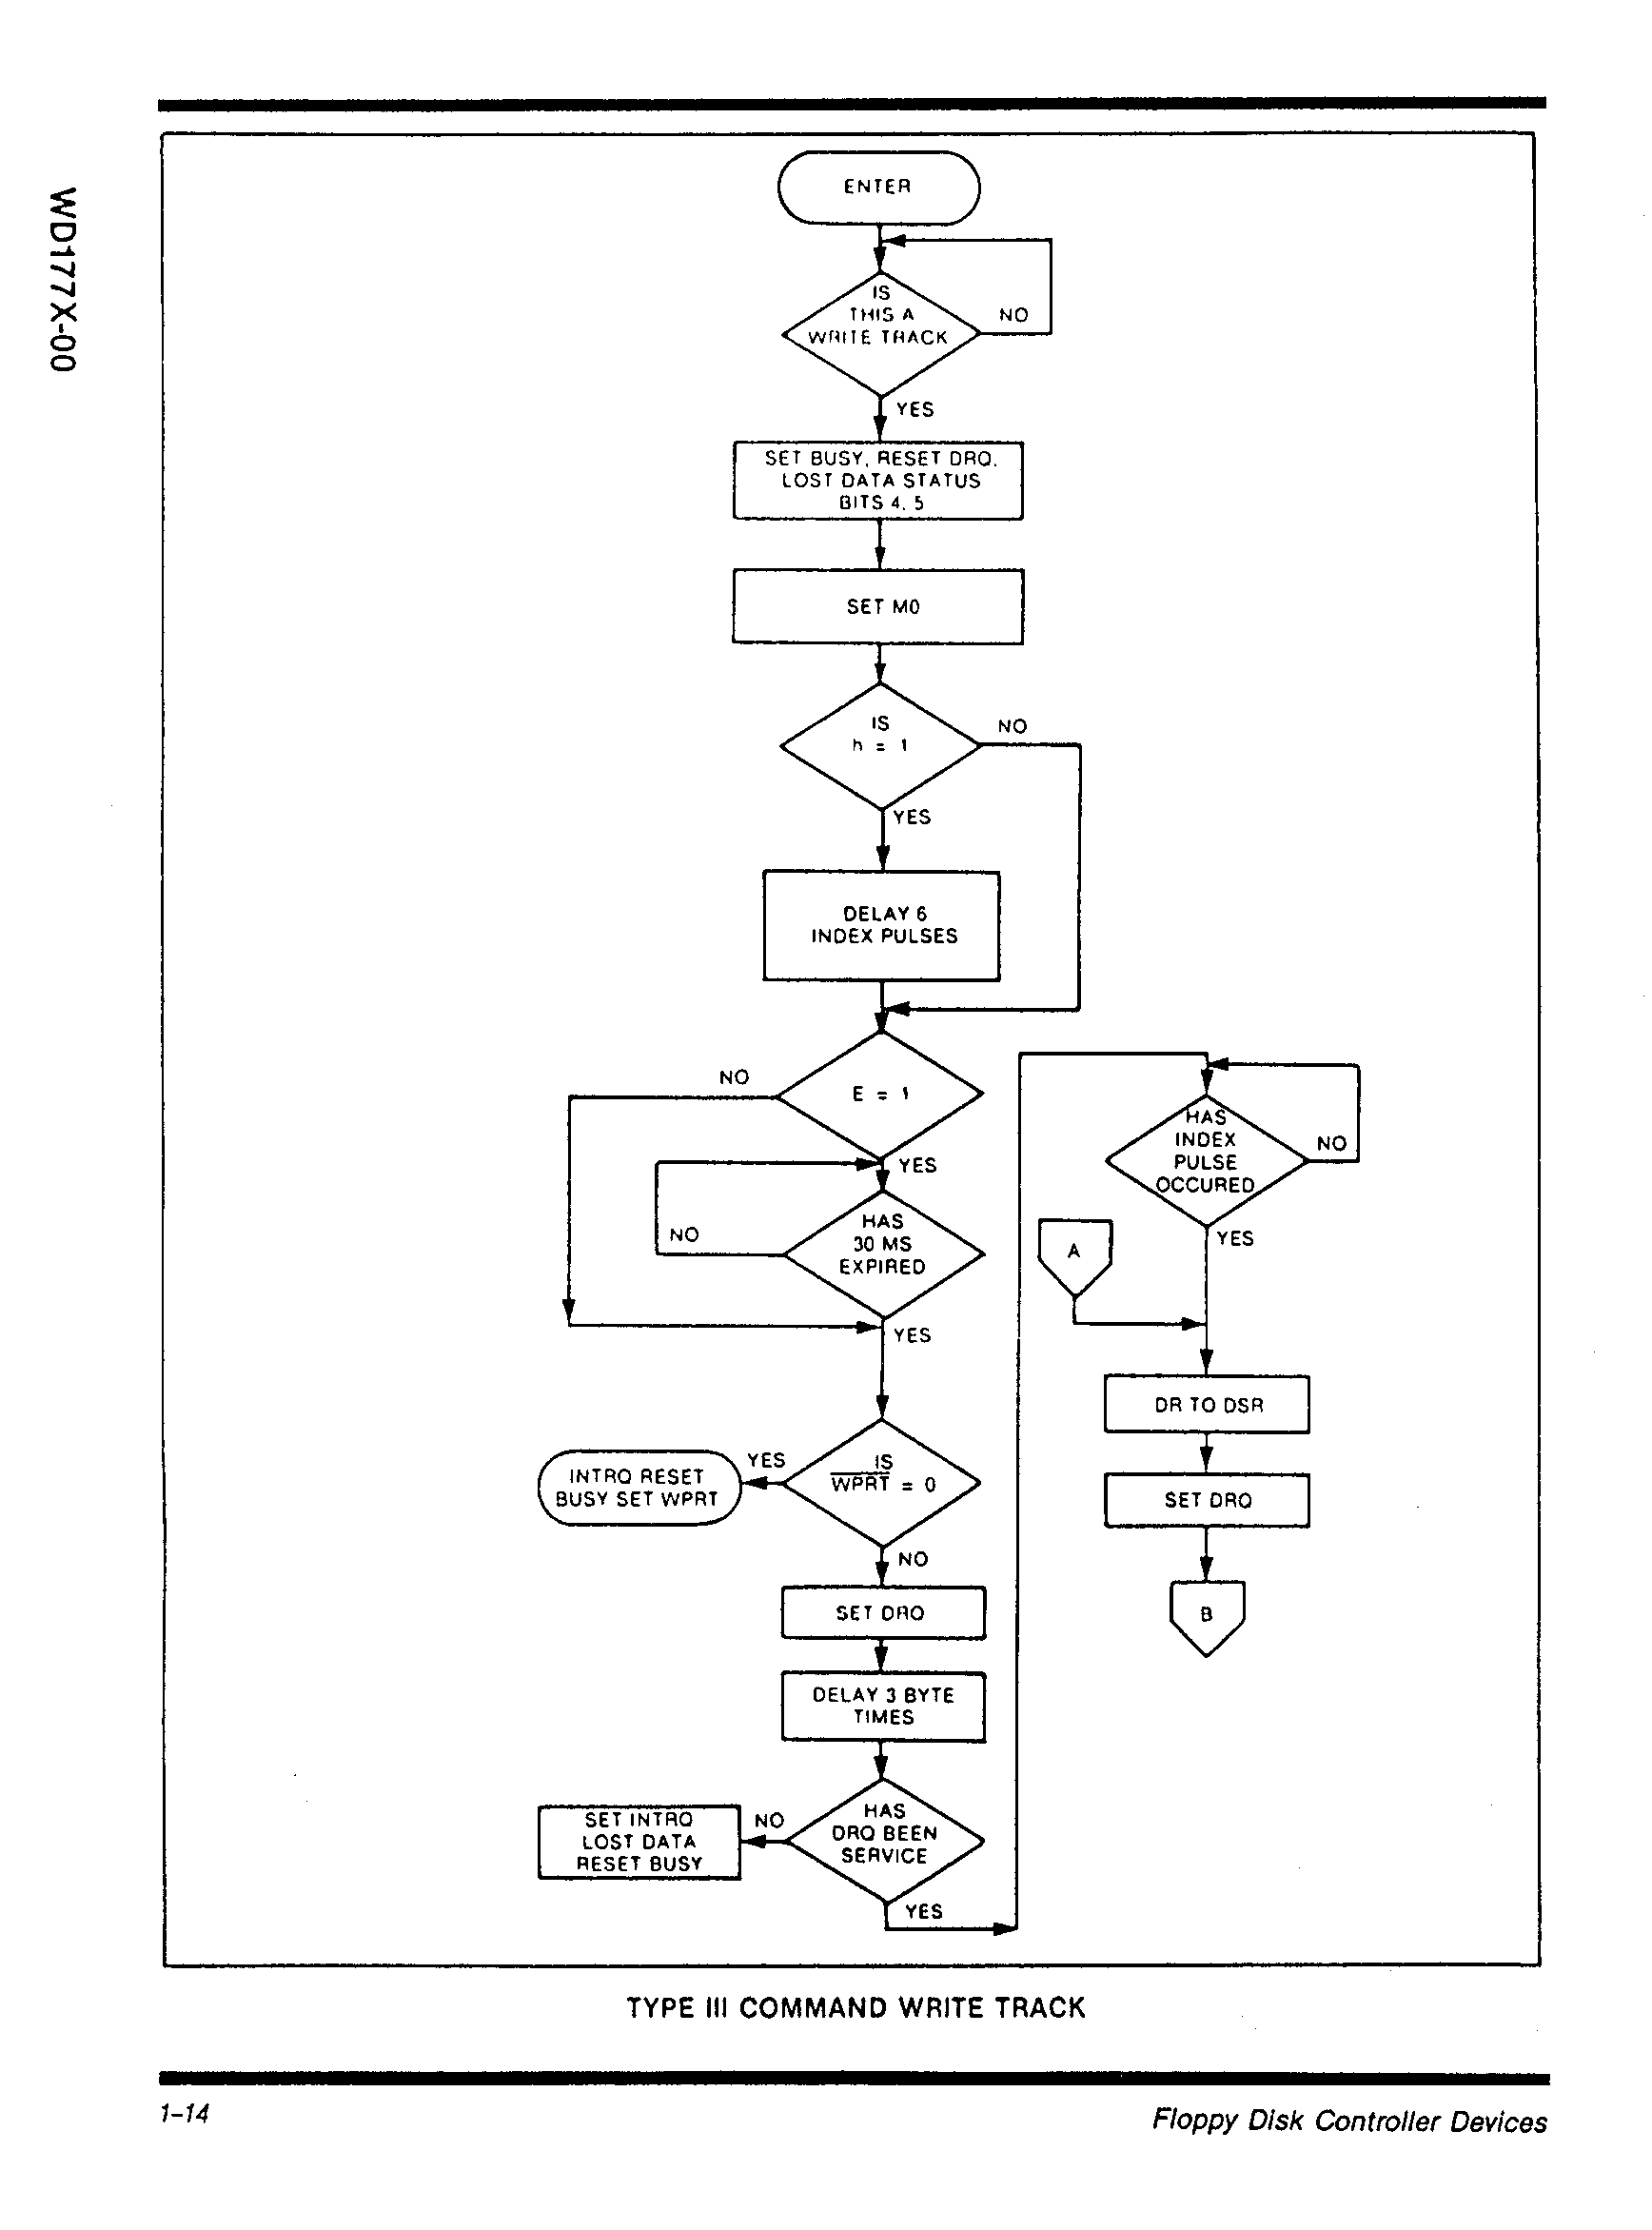 WD177X-00
ENTER
IS
THIS A
WRITE TRACK
NO
YES
SET BUSY, RESET DRQ,
LOST DATA STATUS
BITS 4, 5
SET MO
IS
h = 1
NO
YES
DELAY 6
INDEX PULSES
E = 1
NO
YES
HAS
30 MS
EXPIRED
NO
YES
IS
WPRT = 0
YES
INTRQ RESET
BUSY SET WPRT
NO
SET DRQ
DELAY 3 BYTE
TIMES
HAS
DRQ BEEN
SERVICE
NO
SET INTRQ
LOST DATA
RESET BUSY
YES
HAS
INDEX
PULSE
OCCURED
NO
YES
A
DR TO DSR
SET DRQ
B
TYPE III COMMAND WRITE TRACK
1-14
Floppy Disk Controller Devices